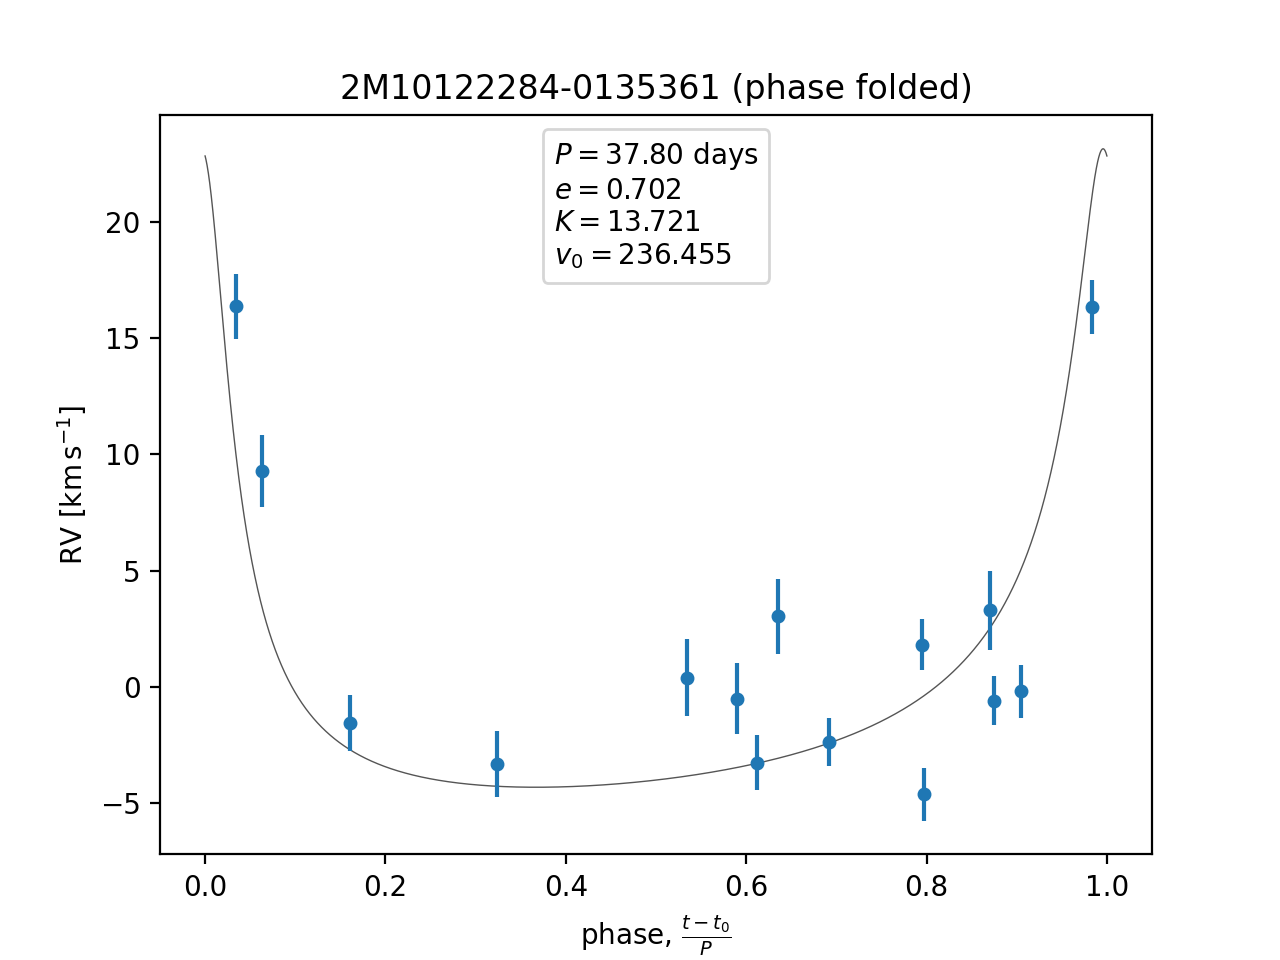 2M10122284-0135361 (phase folded)
P = 37.80 days
e = 0.702
K = 13.721
v₀ = 236.455
RV [km s⁻¹]
20
15
10
5
0
−5
0.0 0.2 0.4 0.6 0.8 1.0
phase, (t − t₀)/P